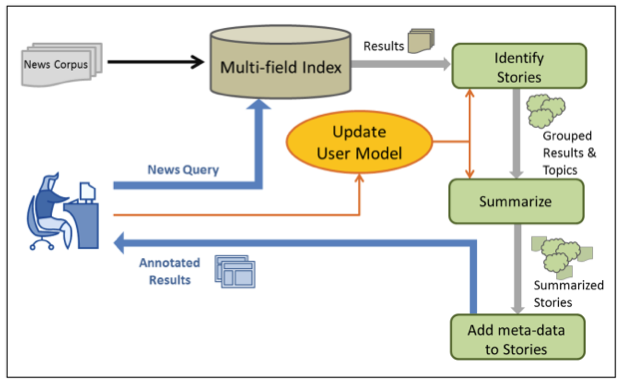 News Corpus
Multi-field Index
Results
Identify
Stories
Update
User Model
Grouped
Results &
Topics
News Query
Summarize
Annotated
Results
Summarized
Stories
Add meta-data
to Stories